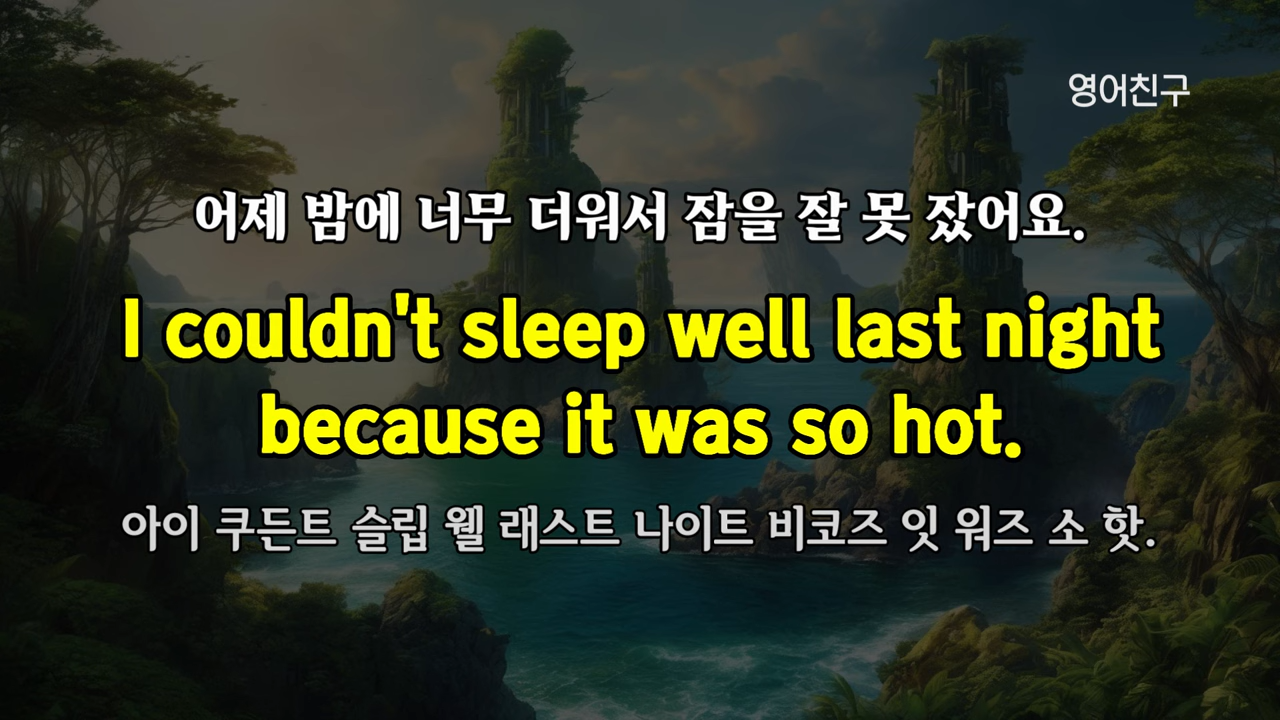 영어친구
어제 밤에 너무 더워서 잠을 잘 못 잤어요.
I couldn't sleep well last night
because it was so hot.
아이 쿠든트 슬립 웰 래스트 나이트 비코즈 잇 워즈 소 핫.